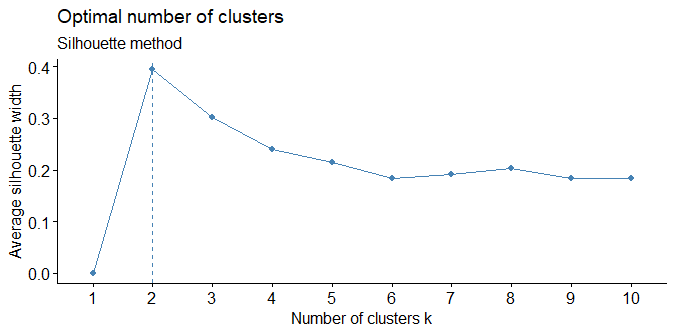 Optimal number of clusters
Silhouette method
Average silhouette width
0.4
0.3
0.2
0.1
0.0
1 2 3 4 5 6 7 8 9 10
Number of clusters k